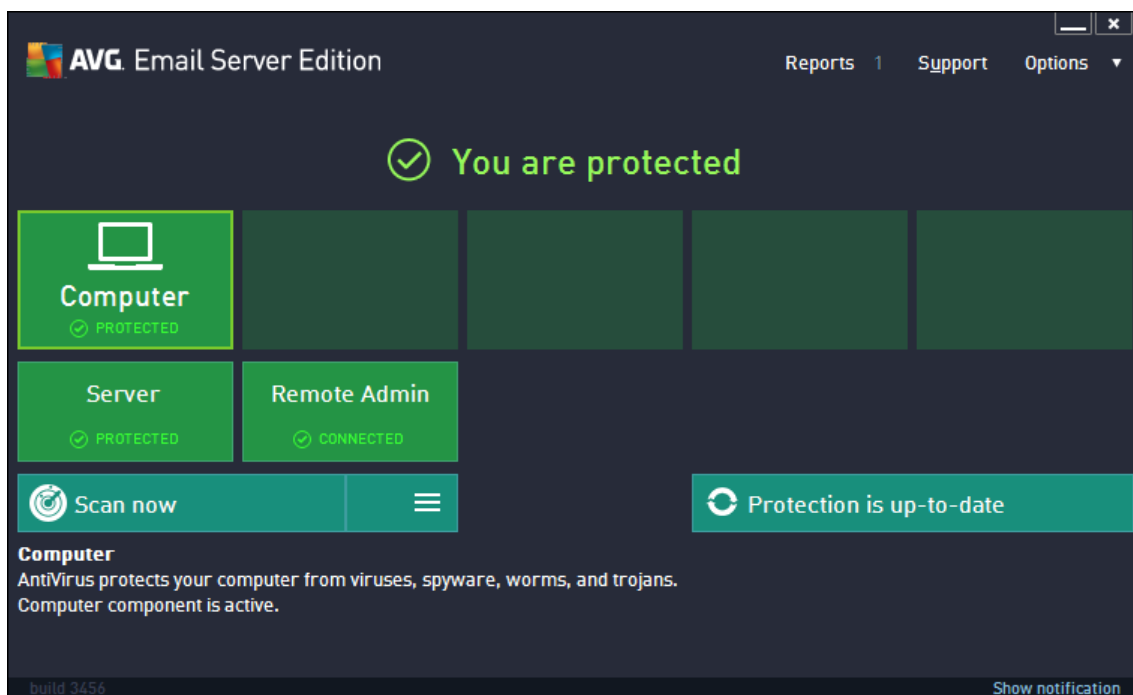 AVG. Email Server Edition
Reports 1 Support Options
You are protected
Computer
PROTECTED
Server
PROTECTED
Remote Admin
CONNECTED
Scan now
Protection is up-to-date
Computer
AntiVirus protects your computer from viruses, spyware, worms, and trojans.
Computer component is active.
build 3456
Show notification